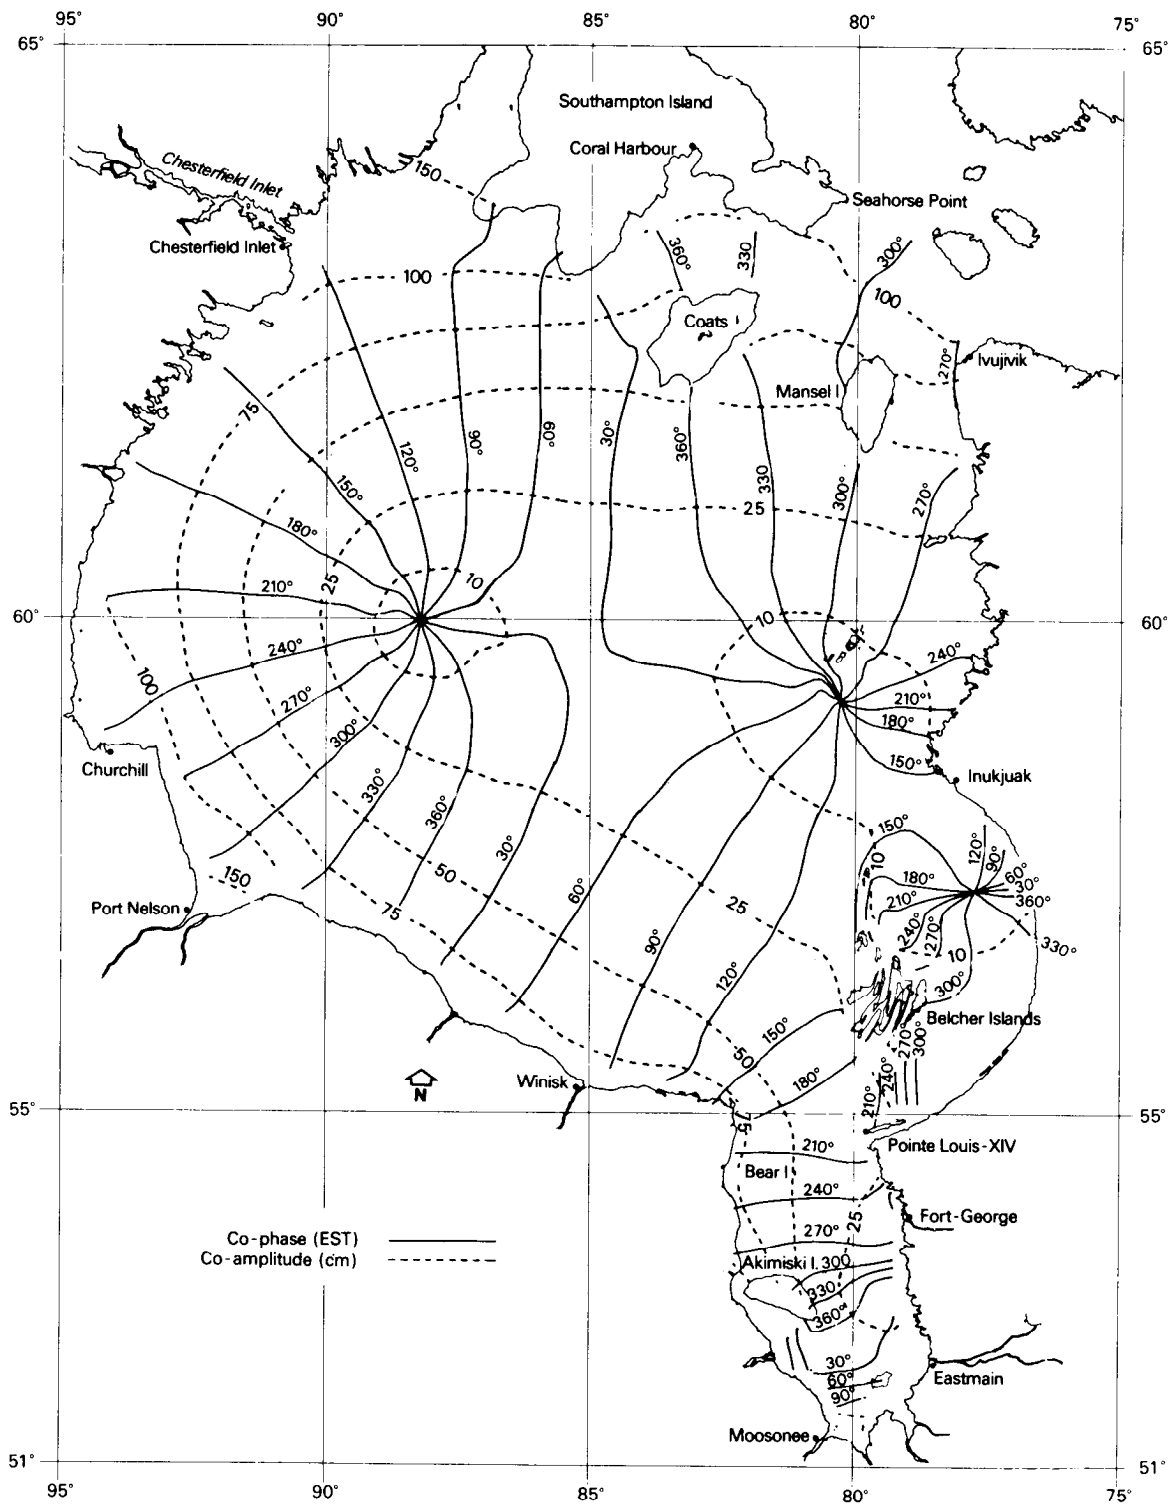 95° 90° 85° 80° 75°
65° 65°
Southampton Island
Coral Harbour
150
Chesterfield Inlet
Seahorse Point
Chesterfield Inlet
360° 330 300°
100
100
Coats I
Ivujivik
270°
Mansel I
75
120° 90° 60° 30° 360° 330 300° 270°
150°
25
180°
25
10
210°
60° 60°
10
240°
240°
100
270°
210°
180°
300°
150°
Churchill
Inukjuak
330°
360°
30°
150°
120°
90°
10
60°
30°
360°
50
150
180°
60°
210°
25
75
Port Nelson
240°
270°
330°
90°
10
120°
300°
150°
Belcher Islands
270°
300°
50
Winisk
180°
240°
210°
N
55° 55°
75
Pointe Louis-XIV
210°
Bear I
240°
25
Fort-George
270°
Co-phase (EST)
Co-amplitude (cm)
Akimiski I. 300
330
360°
30°
60°
Eastmain
90°
Moosonee
51° 51°
95° 90° 85° 80° 75°